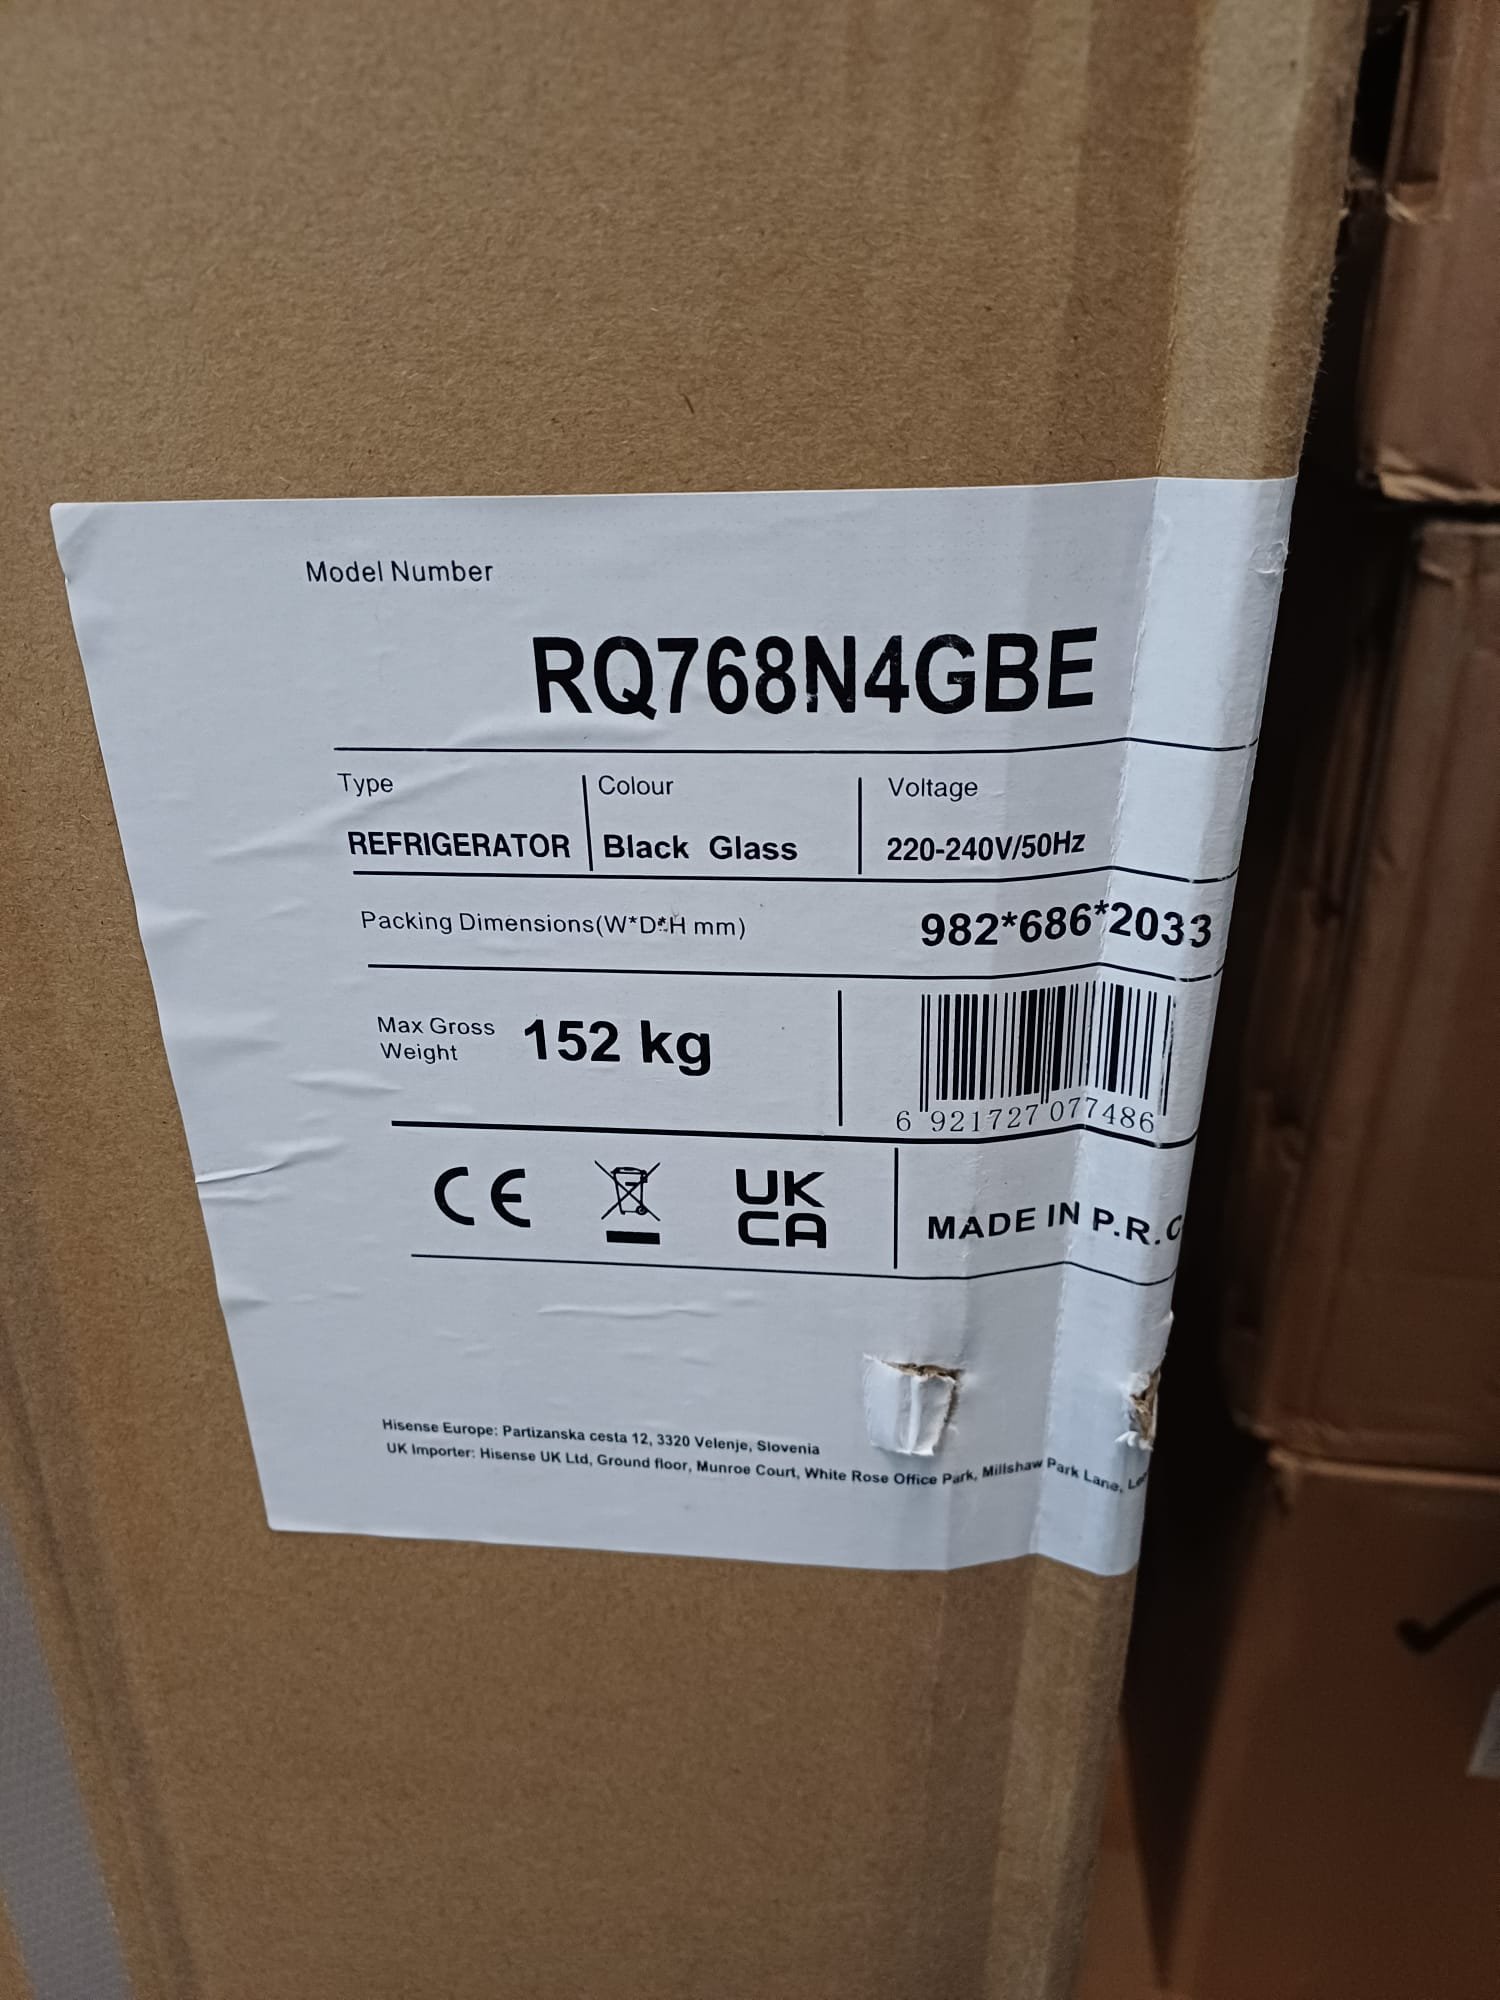 Model Number
RQ768N4GBE
Type Colour Voltage
REFRIGERATOR Black Glass 220-240V/50Hz
Packing Dimensions(W*D*H mm) 982*686*2033
Max Gross
Weight 152 kg
6 921727 077486
CE UK
CA
MADE IN P.R.C
Hisense Europe: Partizanska cesta 12, 3320 Velenje, Slovenia
UK Importer: Hisense UK Ltd, Ground floor, Munroe Court, White Rose Office Park, Millshaw Park Lane,